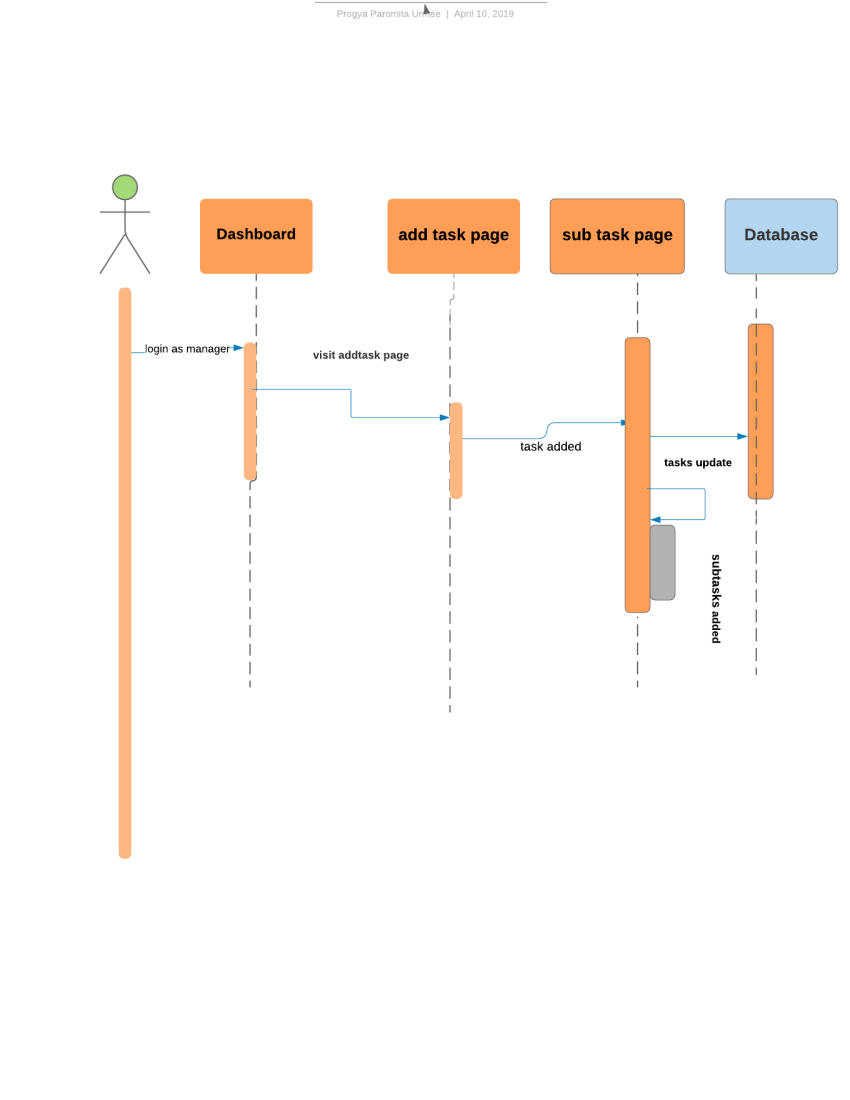 Progya Paromita Urmee | April 10, 2019
Dashboard
add task page
sub task page
Database
login as manager
visit addtask page
task added
tasks update
subtasks added